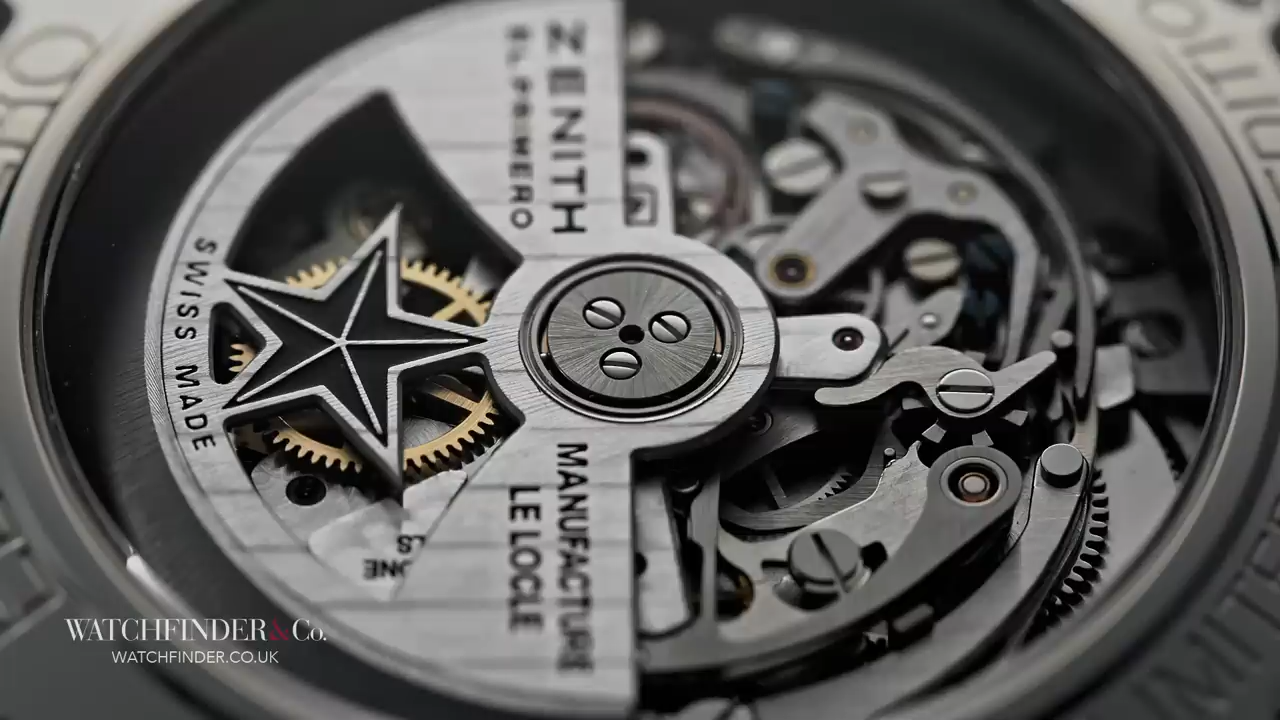 ZENITH
EL PRIMERO
SWISS MADE
MANUFACTURE
LE LOCLE
WATCHFINDER&Co.
WATCHFINDER.CO.UK